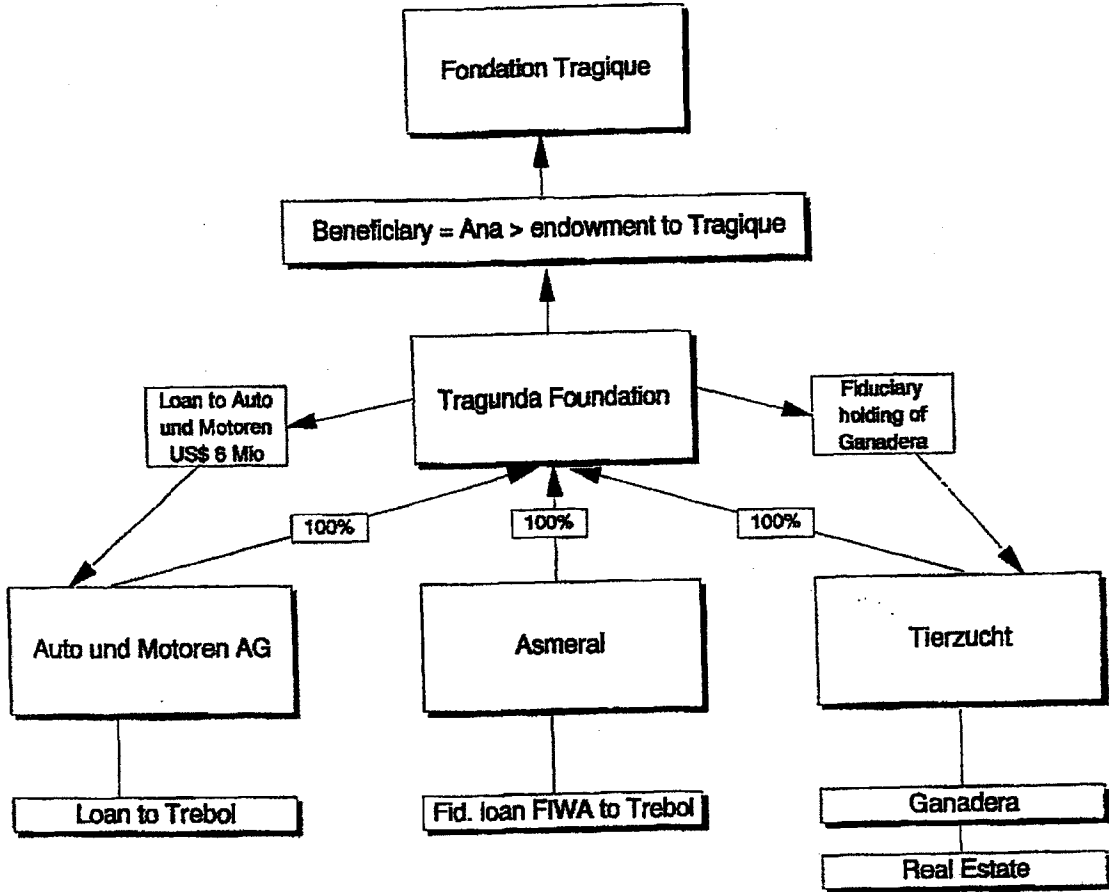 Fondation Tragique
Beneficiary = Ana > endowment to Tragique
Tragunda Foundation
Loan to Auto
und Motoren
US$ 6 Mio
Fiduciary
holding of
Ganadera
100%
100%
100%
Auto und Motoren AG
Asmeral
Tierzucht
Loan to Trebol
Fid. loan FIWA to Trebol
Ganadera
Real Estate